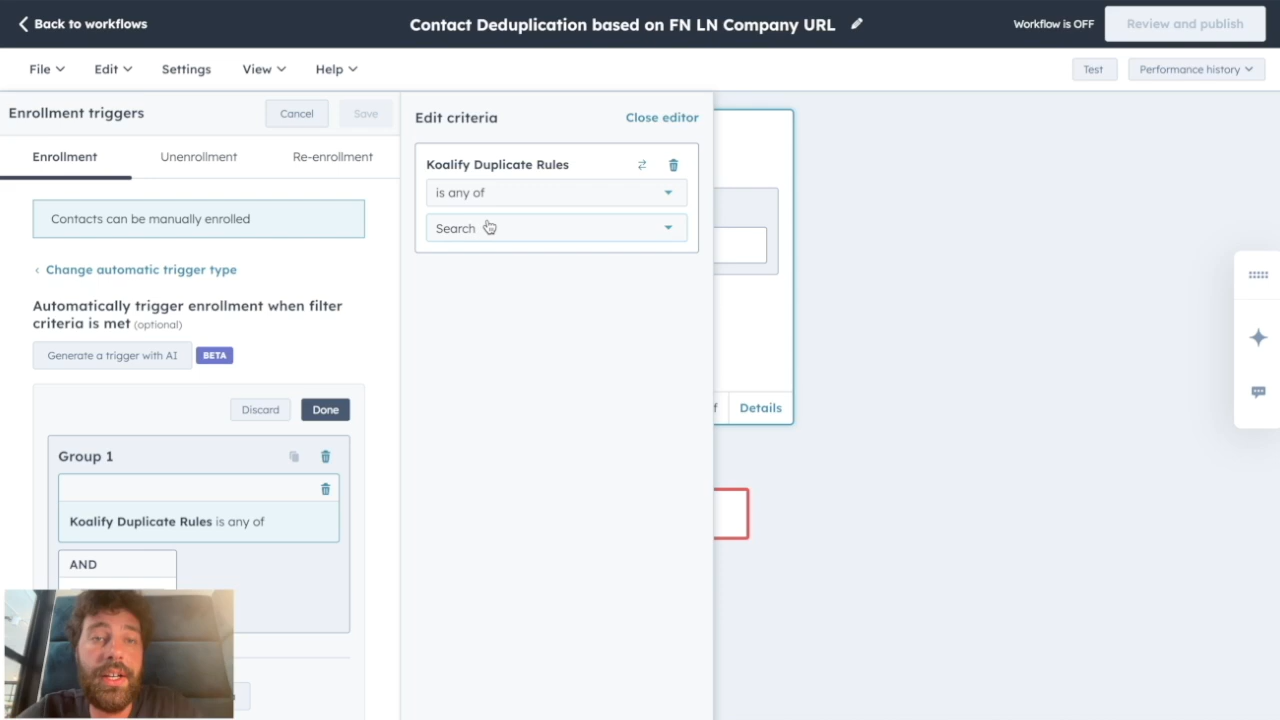 Back to workflows
Contact Deduplication based on FN LN Company URL
Workflow is OFF
Review and publish
File
Edit
Settings
View
Help
Test
Performance history
Enrollment triggers
Cancel
Save
Enrollment
Unenrollment
Re-enrollment
Contacts can be manually enrolled
Change automatic trigger type
Automatically trigger enrollment when filter
criteria is met (optional)
Generate a trigger with AI
BETA
Discard
Done
Group 1
Koalify Duplicate Rules is any of
AND
Edit criteria
Close editor
Koalify Duplicate Rules
is any of
Search
f
Details